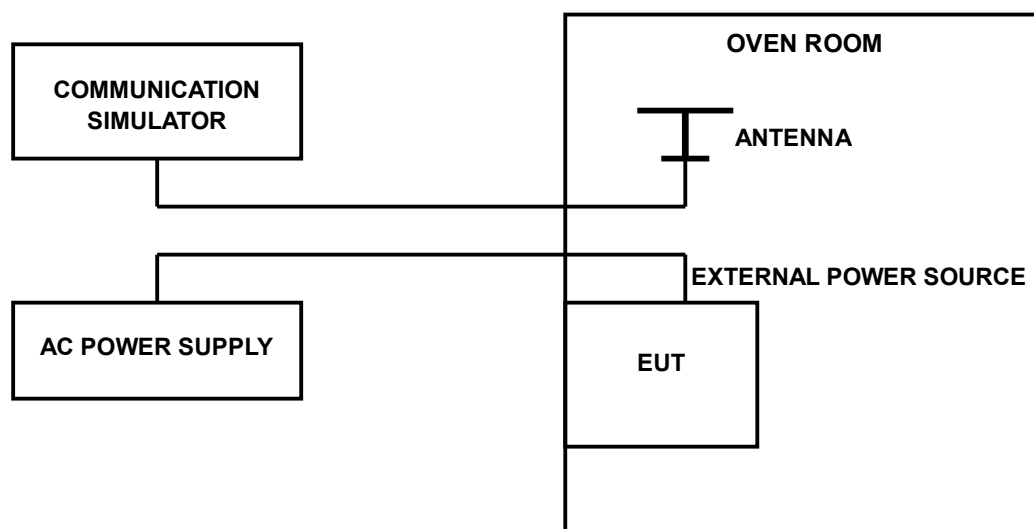 OVEN ROOM
COMMUNICATION
SIMULATOR
ANTENNA
EXTERNAL POWER SOURCE
AC POWER SUPPLY
EUT